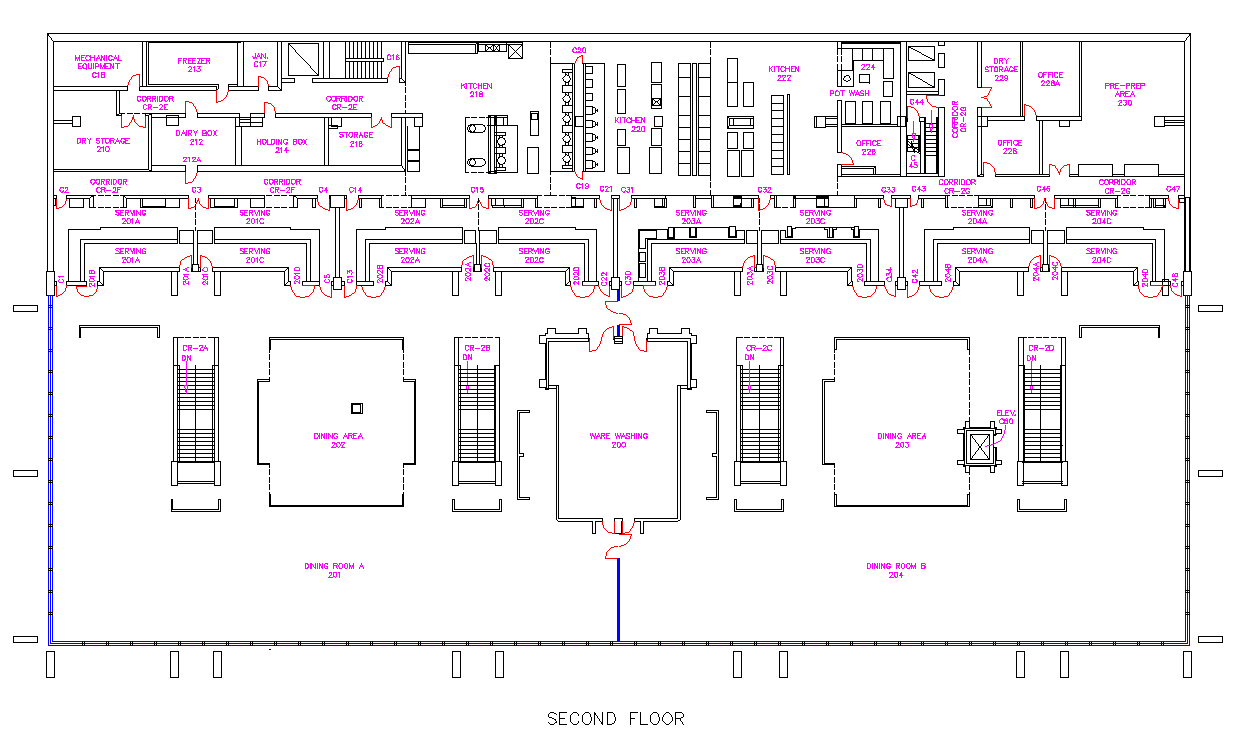 MECHANICAL
EQUIPMENT
C18
FREEZER
213
JAN.
C17
C16
KITCHEN
218
C20
KITCHEN
220
KITCHEN
222
224
POT WASH
DRY
STORAGE
229
OFFICE
228A
PRE-PREP
AREA
230
CORRIDOR
CR-2E
CORRIDOR
CR-2E
C44
CORRIDOR
CR-2G
DRY STORAGE
210
DAIRY BOX
212
212A
HOLDING BOX
214
STORAGE
216
OFFICE
226
C
45
OFFICE
228
CORRIDOR
CR-2F
CORRIDOR
CR-2F
C19
CORRIDOR
CR-2G
CORRIDOR
CR-2G
C2
C3
C4
C14
C15
C21
C31
C32
C33
C43
C46
C47
SERVING
201A
SERVING
201C
SERVING
202A
SERVING
202C
SERVING
203A
SERVING
203C
SERVING
204A
SERVING
204C
SERVING
201A
SERVING
201C
SERVING
202A
SERVING
202C
SERVING
203A
SERVING
203C
SERVING
204A
SERVING
204C
C1
201B
201A
201C
201D
C5
C13
202B
202A
202C
202D
C22
C30
203B
203A
203C
203D
C34
C42
204B
204A
204C
204D
C48
CR-2A
DN
CR-2B
DN
CR-2C
DN
CR-2D
DN
DINING AREA
202
WARE WASHING
200
DINING AREA
203
ELEV.
C60
DINING ROOM A
201
DINING ROOM B
204
SECOND FLOOR